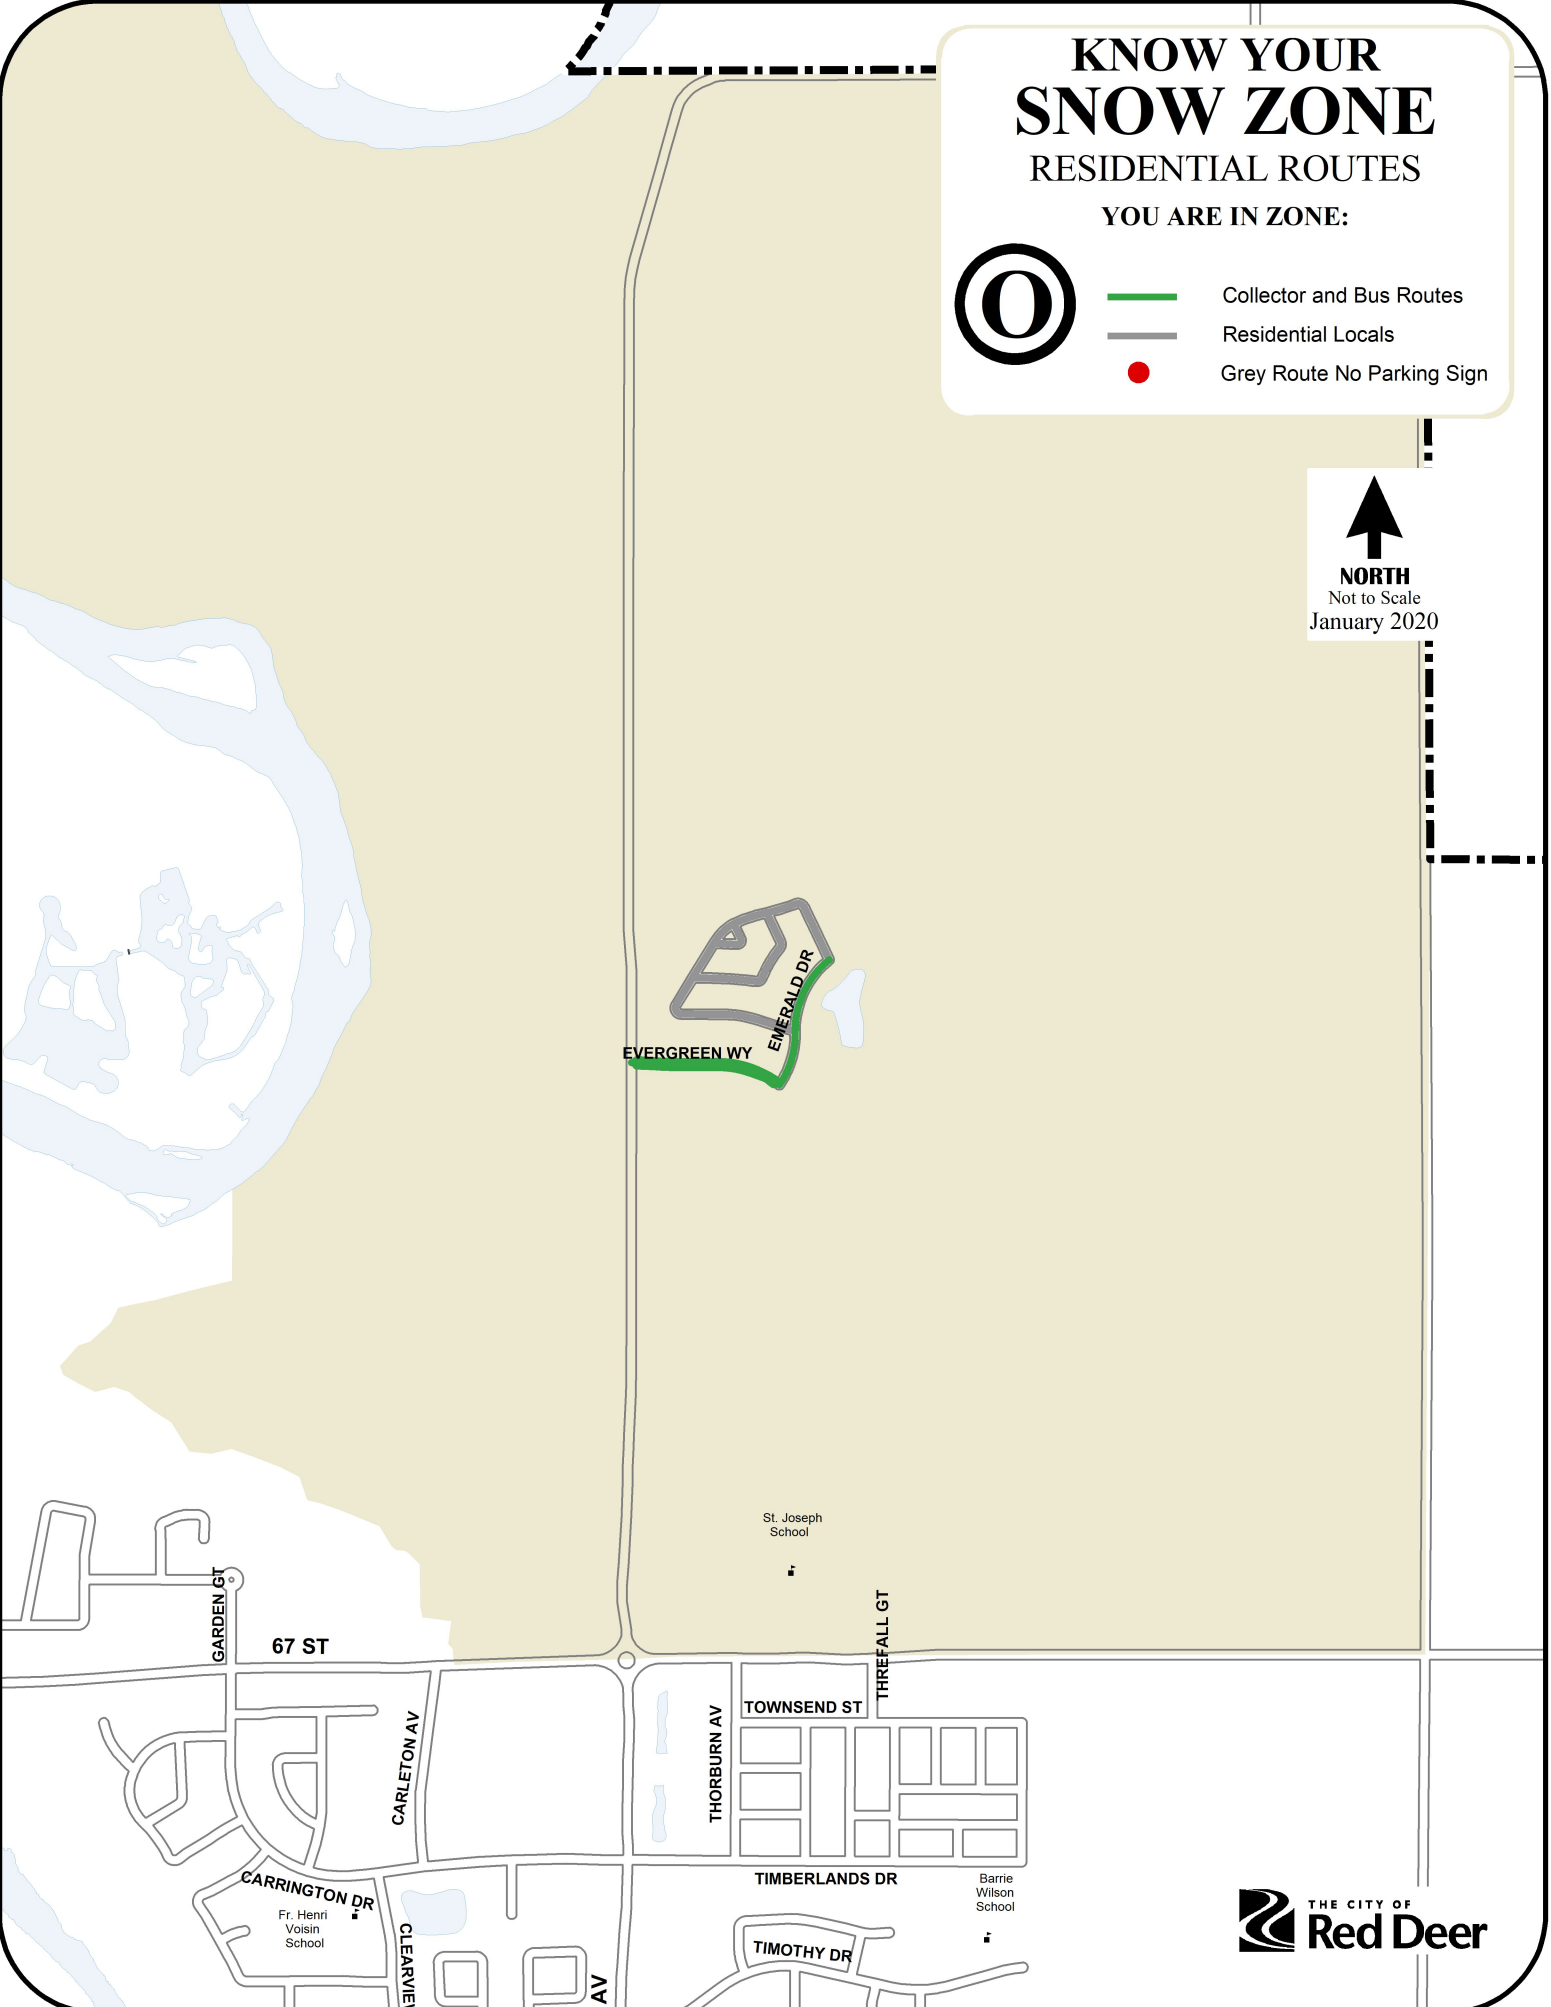 KNOW YOUR
SNOW ZONE
RESIDENTIAL ROUTES
YOU ARE IN ZONE:
O
Collector and Bus Routes
Residential Locals
Grey Route No Parking Sign
NORTH
Not to Scale
January 2020
EMERALD DR
EVERGREEN WY
St. Joseph
School
GARDEN GT
67 ST
THREFALL GT
TOWNSEND ST
THORBURN AV
CARLETON AV
TIMBERLANDS DR
CARRINGTON DR
Barrie
Wilson
School
Fr. Henri
Voisin
School
CLEARVIEW
TIMOTHY DR
AV
THE CITY OF
Red Deer